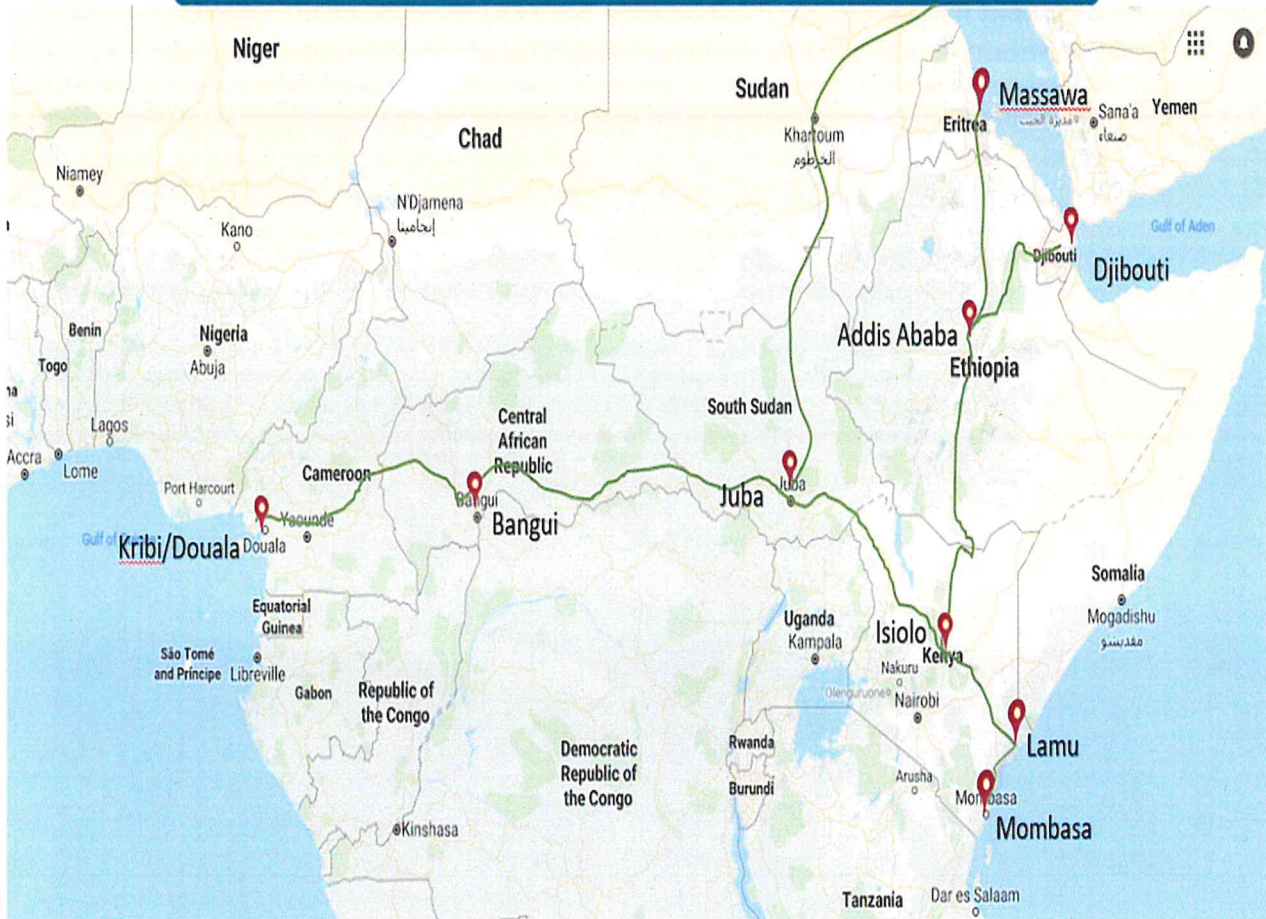 Niger
Sudan
Massawa
مديرية الحيب
Sana'a
صنعاء
Yemen
Eritrea
Khartoum
الخرطوم
Chad
Niamey
N'Djamena
إنجامينا
Kano
Gulf of Aden
Djibouti
Djibouti
Benin
Nigeria
Abuja
Togo
Addis Ababa
Ethiopia
South Sudan
Central
African
Republic
Lagos
Accra
Lome
Port Harcourt
Cameroon
Yaounde
Douala
Kribi/Douala
Bangui
Bangui
Juba
Juba
Somalia
Mogadishu
مقديشو
Equatorial
Guinea
Uganda
Kampala
Isiolo
Kenya
São Tomé
and Príncipe
Libreville
Gabon
Republic of
the Congo
Nakuru
Olenguruone
Nairobi
Lamu
Rwanda
Burundi
Democratic
Republic of
the Congo
Arusha
Mombasa
Mombasa
Kinshasa
Tanzania
Dar es Salaam